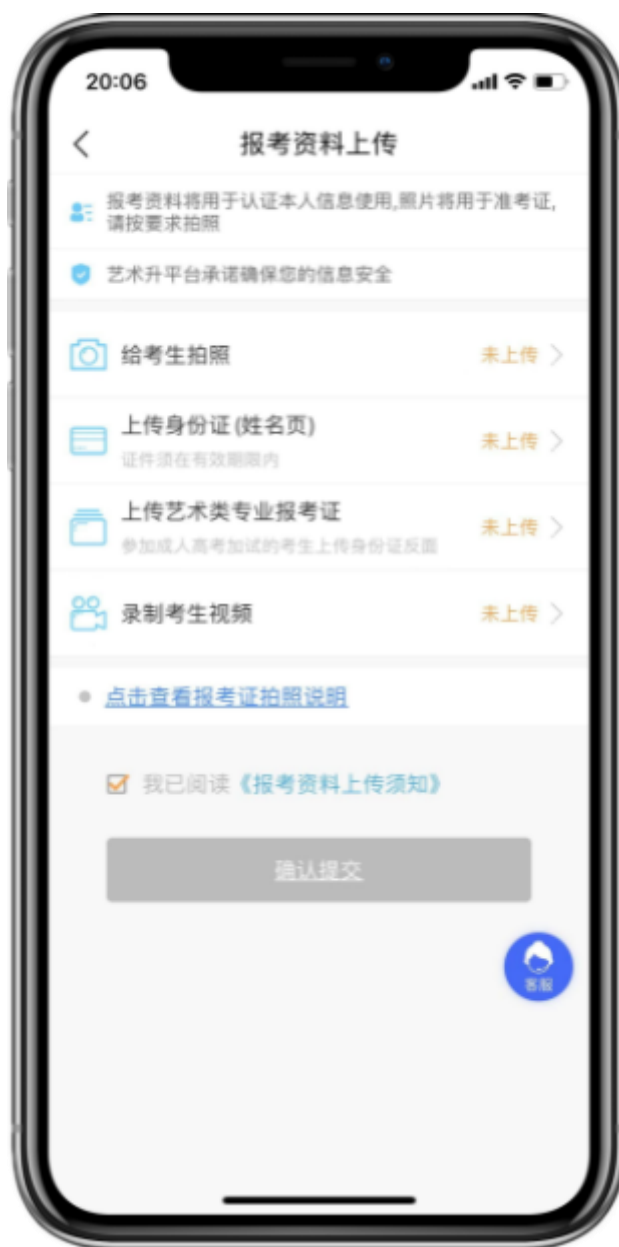 20:06
报考资料上传
报考资料将用于认证本人信息使用,照片将用于准考证,
请按要求拍照
艺术升平台承诺确保您的信息安全
给考生拍照 未上传
上传身份证(姓名页) 未上传
证件须在有效期限内
上传艺术类专业报考证 未上传
参加成人高考加试的考生上传身份证反面
录制考生视频 未上传
点击查看报考证拍照说明
我已阅读《报考资料上传须知》
确认提交
客服